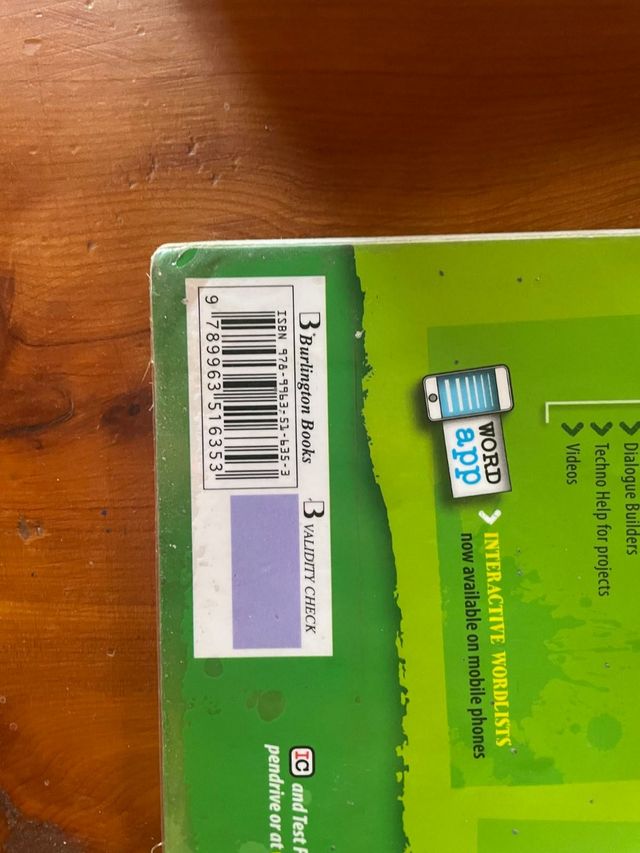 Dialogue Builders
Techno Help for projects
Videos
WORD
app
INTERACTIVE WORDLISTS
now available on mobile phones
B Burlington Books
ISBN 978-9963-51-635-3
9 789963 516353
B VALIDITY CHECK
IC and Test
pendrive or at